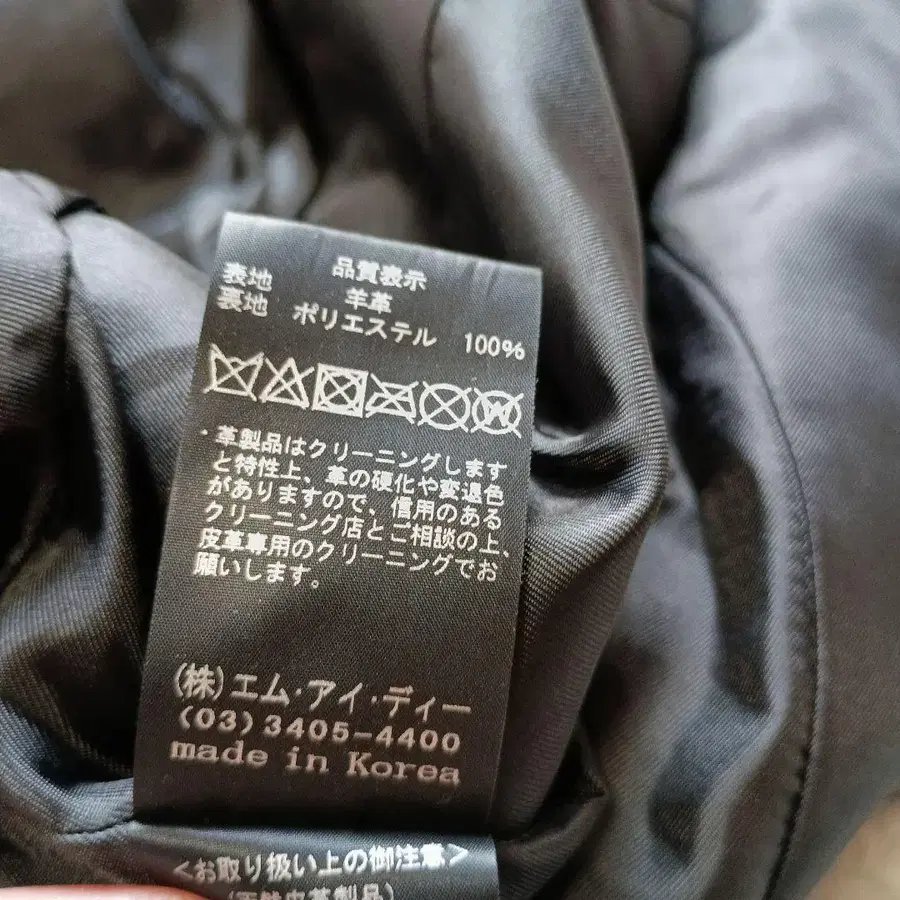 品質表示
表地 羊革
裏地 ポリエステル 100%
・革製品はクリーニングします
と特性上、革の硬化や変退色
がありますので、信用のある
クリーニング店とご相談の上、
皮革専用のクリーニングでお
願いします。
(株)エム・アイ・ディー
(03)3405-4400
made in Korea
<お取り扱い上の御注意>
皮革製品)